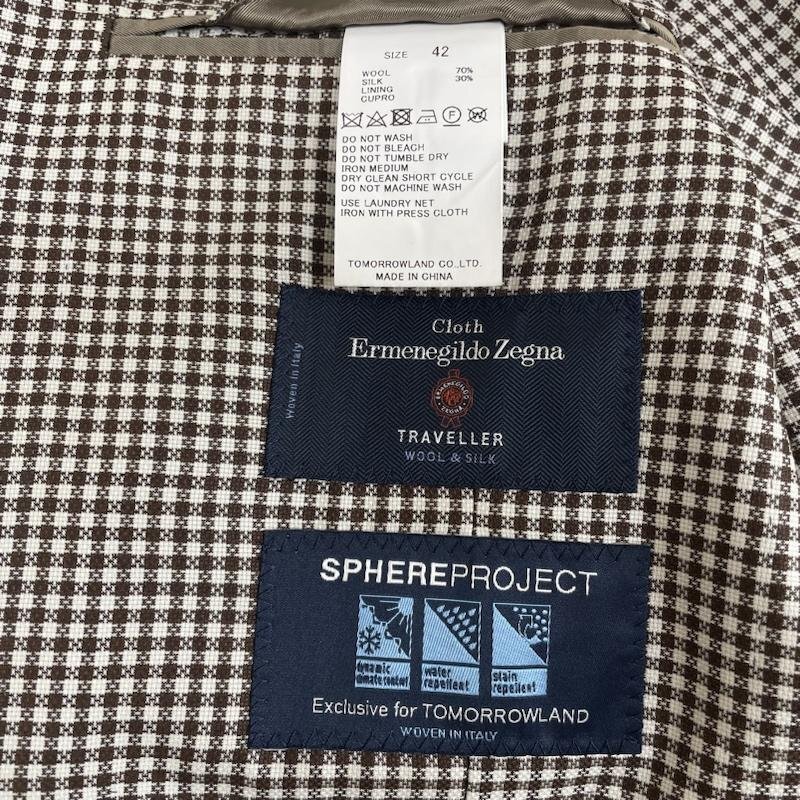 SIZE 42
WOOL 70%
SILK 30%
LINING
CUPRO
F W
DO NOT WASH
DO NOT BLEACH
DO NOT TUMBLE DRY
IRON MEDIUM
DRY CLEAN SHORT CYCLE
DO NOT MACHINE WASH
USE LAUNDRY NET
IRON WITH PRESS CLOTH
TOMORROWLAND CO.,LTD.
MADE IN CHINA
Woven in Italy
Cloth
Ermenegildo Zegna
ERMENEGILDO
ZEGNA
TRAVELLER
WOOL & SILK
SPHEREPROJECT
dynamic
climate control
water
repellent
stain
repellent
Exclusive for TOMORROWLAND
WOVEN IN ITALY